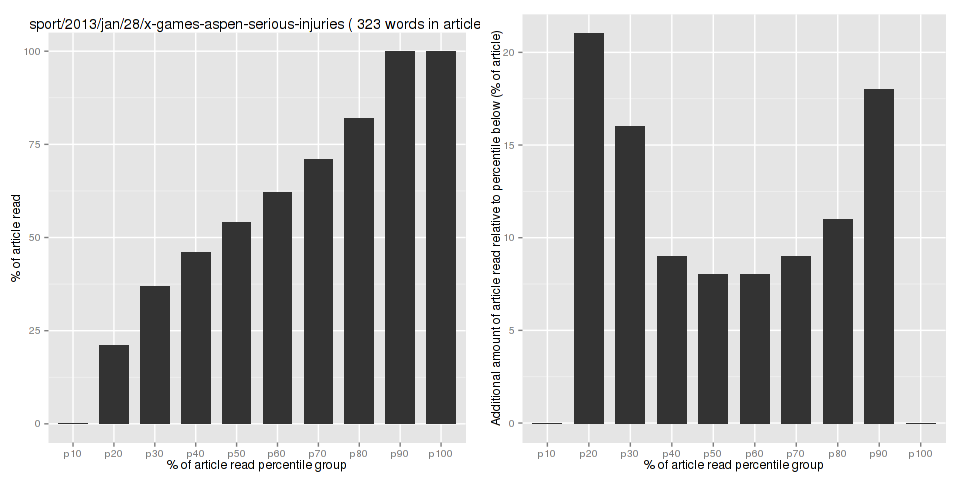 sport/2013/jan/28/x-games-aspen-serious-injuries ( 323 words in article
% of article read
100
75
50
25
0
p10 p20 p30 p40 p50 p60 p70 p80 p90 p100
% of article read percentile group
Additional amount of article read relative to percentile below (% of article)
20
15
10
5
0
p10 p20 p30 p40 p50 p60 p70 p80 p90 p100
% of article read percentile group